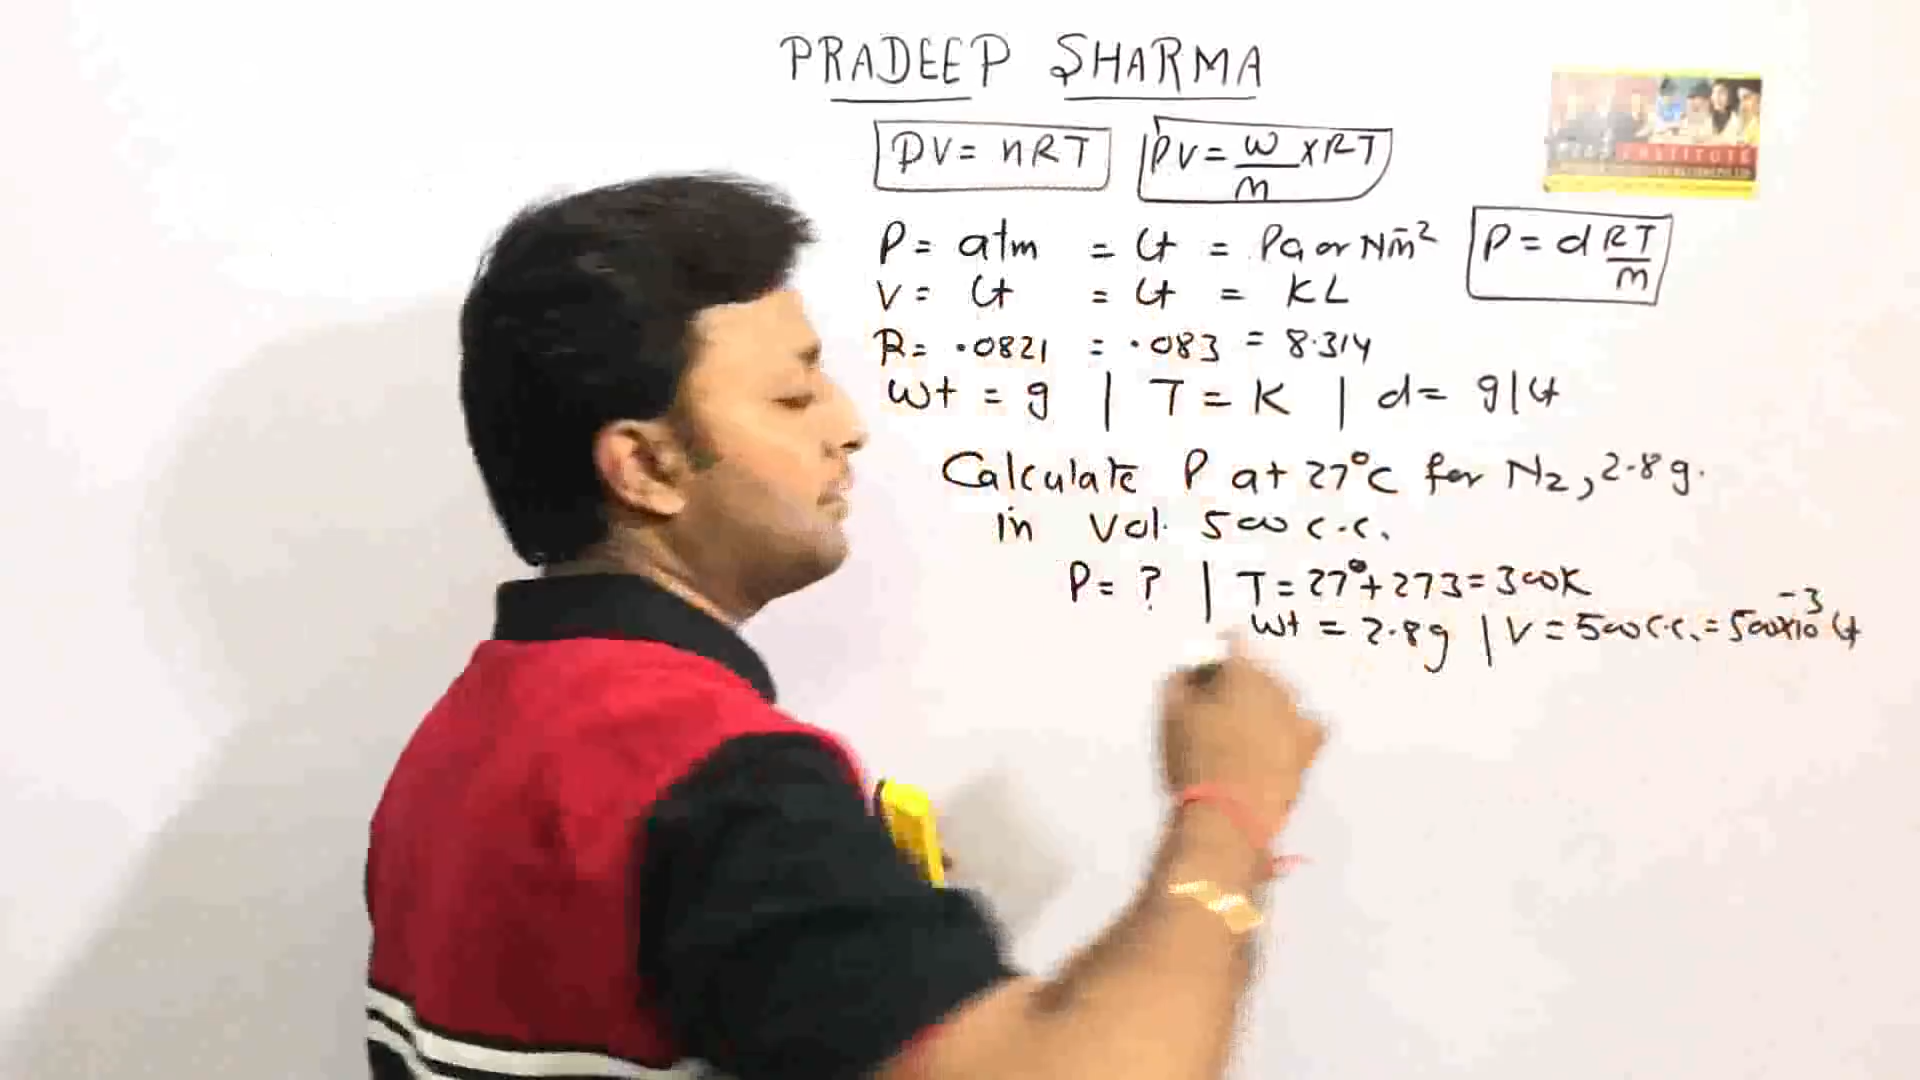 PRADEEP SHARMA
PV = nRT
PV = w/m x RT
P = atm = Lt = Pa or Nm⁻²
P = d RT/m
V = Lt = Lt = KL
R = .0821 = .083 = 8.314
Wt = g | T = K | d = g|Lt
Calculate P at 27°C for N₂, 2.8g.
in vol. 500 c.c.
P = ? | T = 27° + 273 = 300K
Wt = 2.8g | V = 500 c.c. = 500x10⁻³ Lt
INSTITUTE